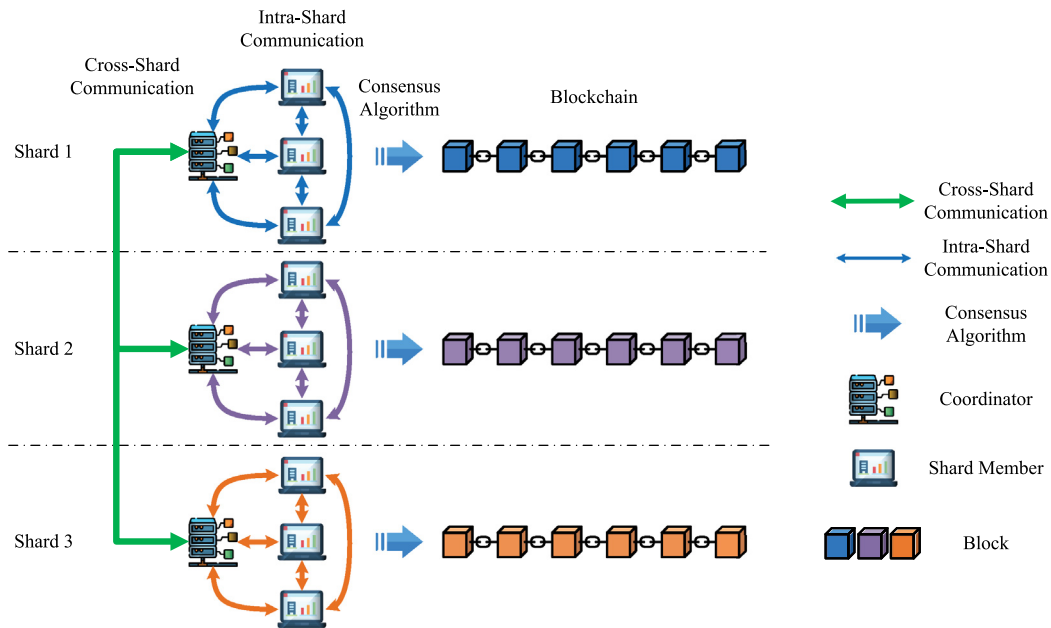 Intra-Shard
Communication
Cross-Shard
Communication
Consensus
Algorithm
Blockchain
Shard 1
Shard 2
Shard 3
Cross-Shard
Communication
Intra-Shard
Communication
Consensus
Algorithm
Coordinator
Shard Member
Block